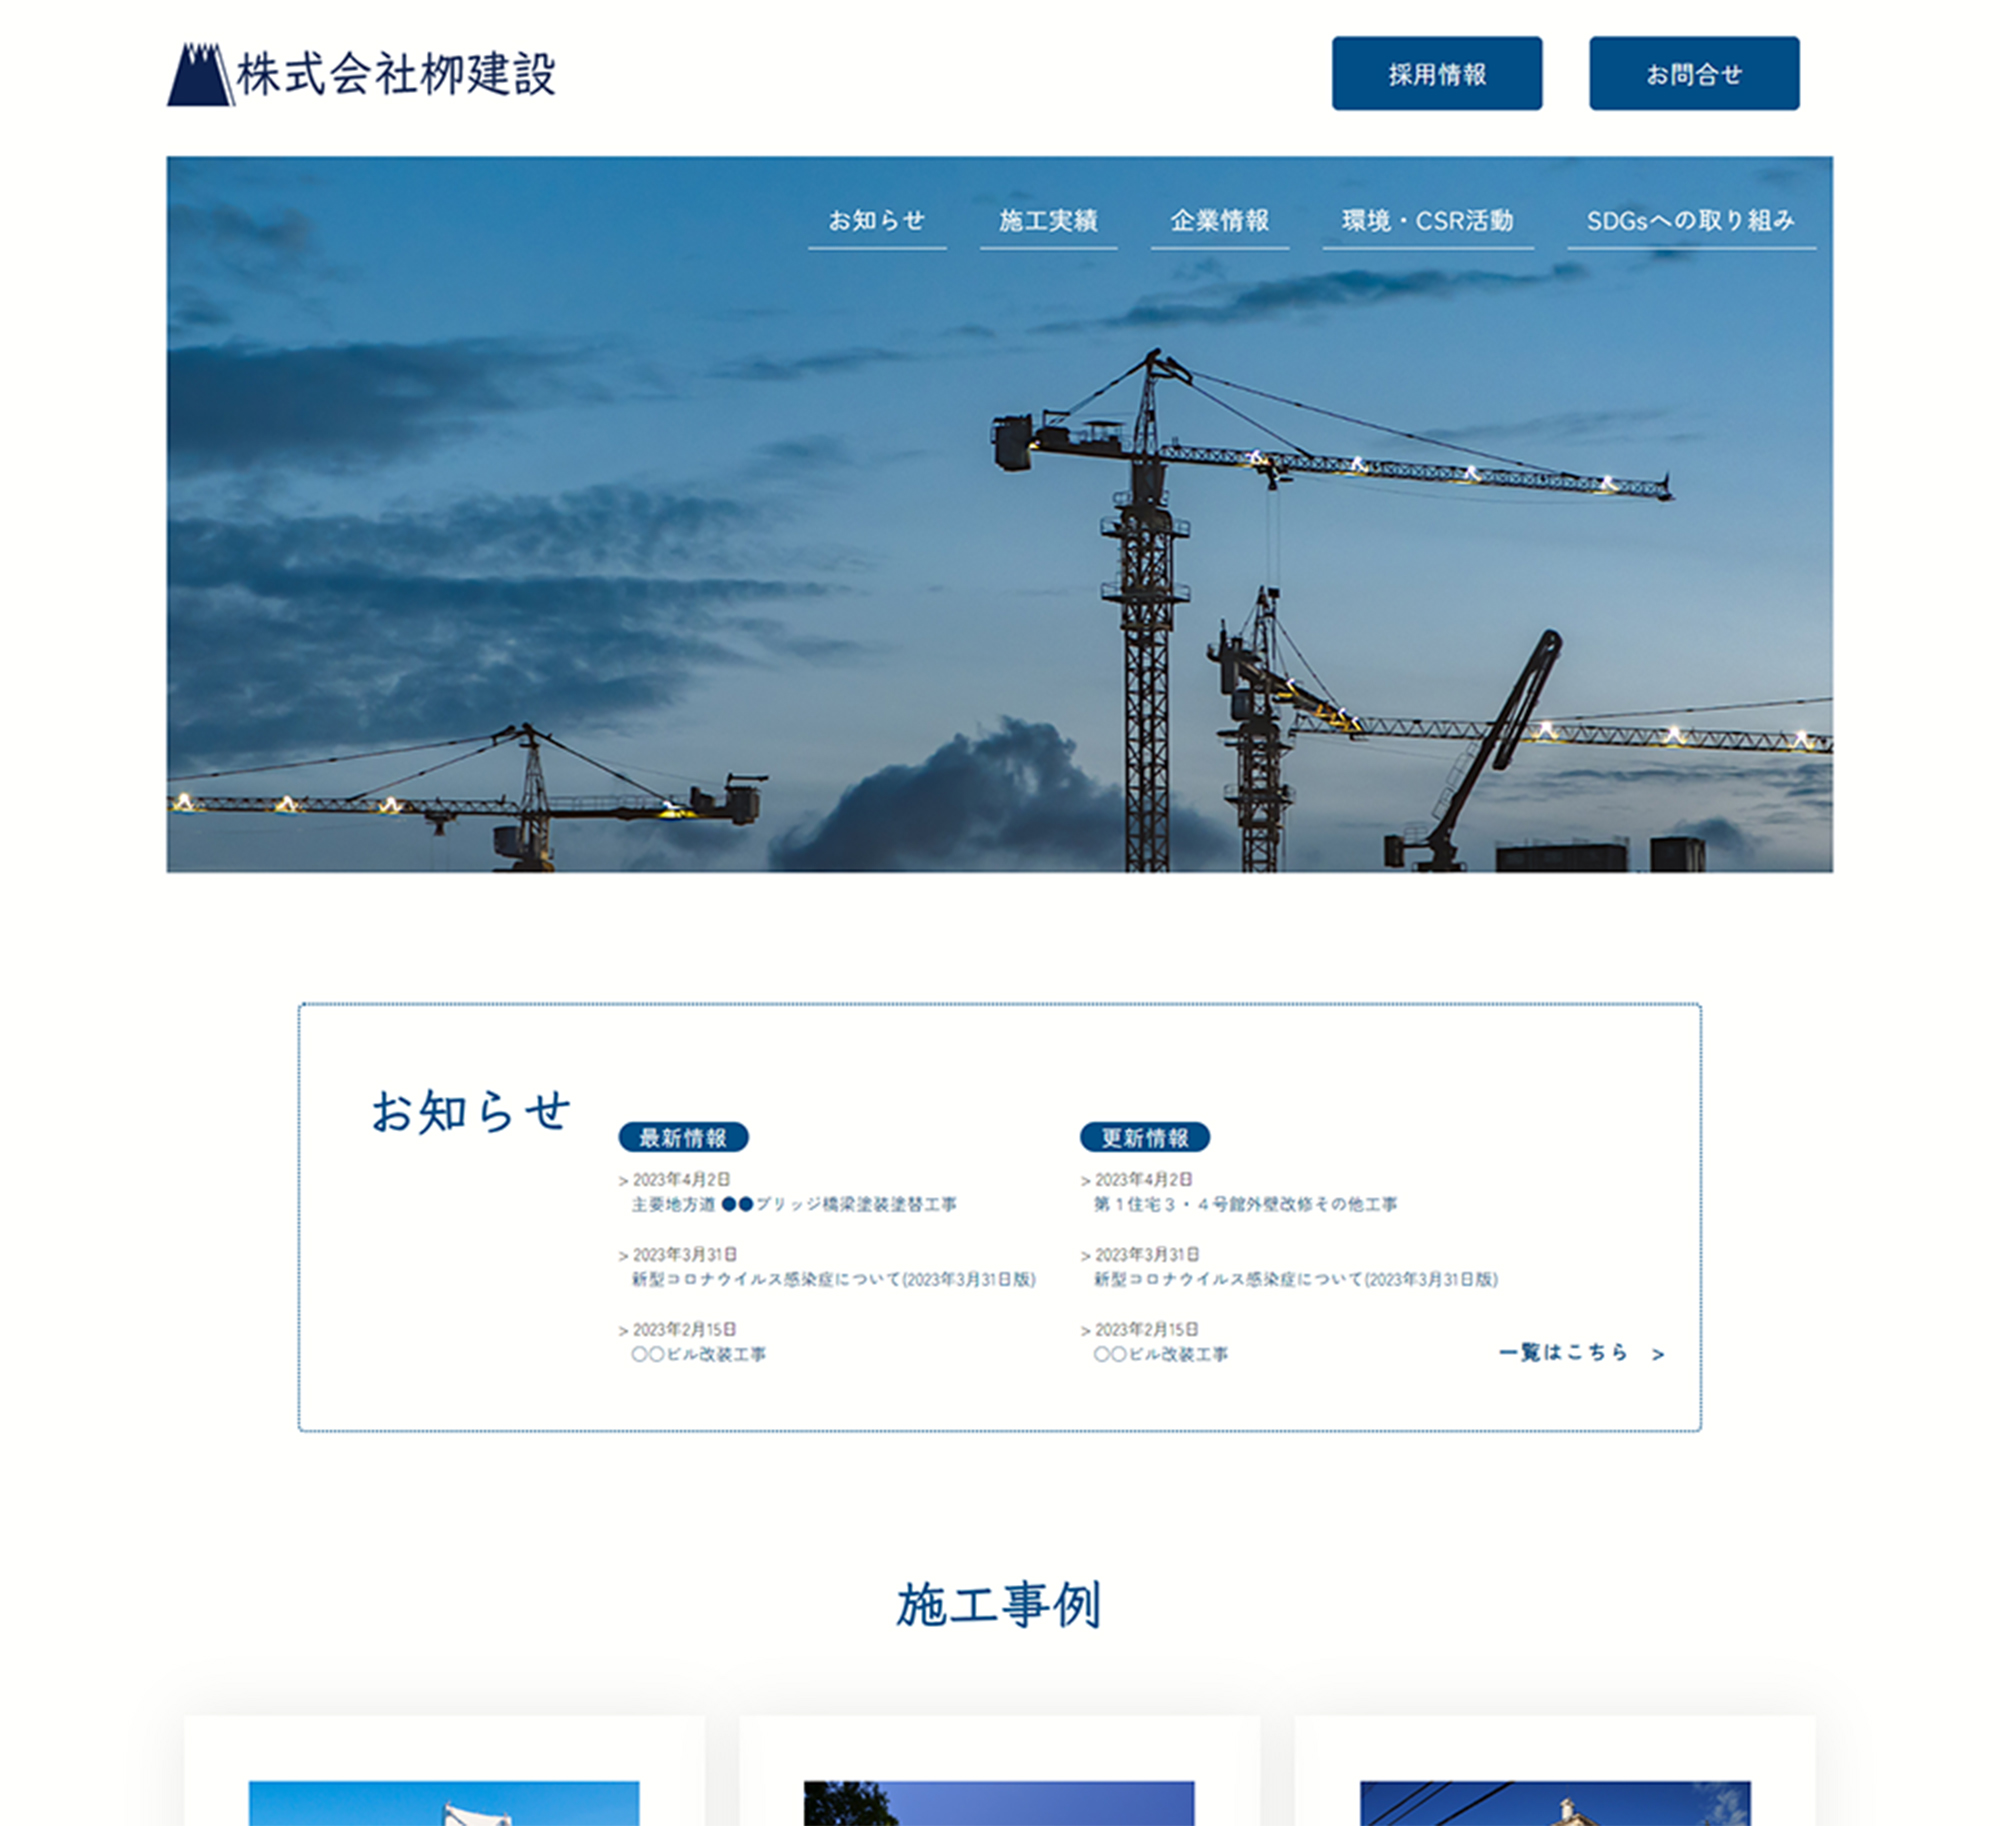 株式会社栁建設
採用情報
お問合せ
お知らせ
施工実績
企業情報
環境・CSR活動
SDGsへの取り組み
お知らせ
最新情報
> 2023年4月2日
主要地方道 ●●ブリッジ橋梁塗装塗替工事
> 2023年3月31日
新型コロナウイルス感染症について(2023年3月31日版)
> 2023年2月15日
〇〇ビル改装工事
更新情報
> 2023年4月2日
第１住宅３・４号館外壁改修その他工事
> 2023年3月31日
新型コロナウイルス感染症について(2023年3月31日版)
> 2023年2月15日
〇〇ビル改装工事
一覧はこちら >
施工事例